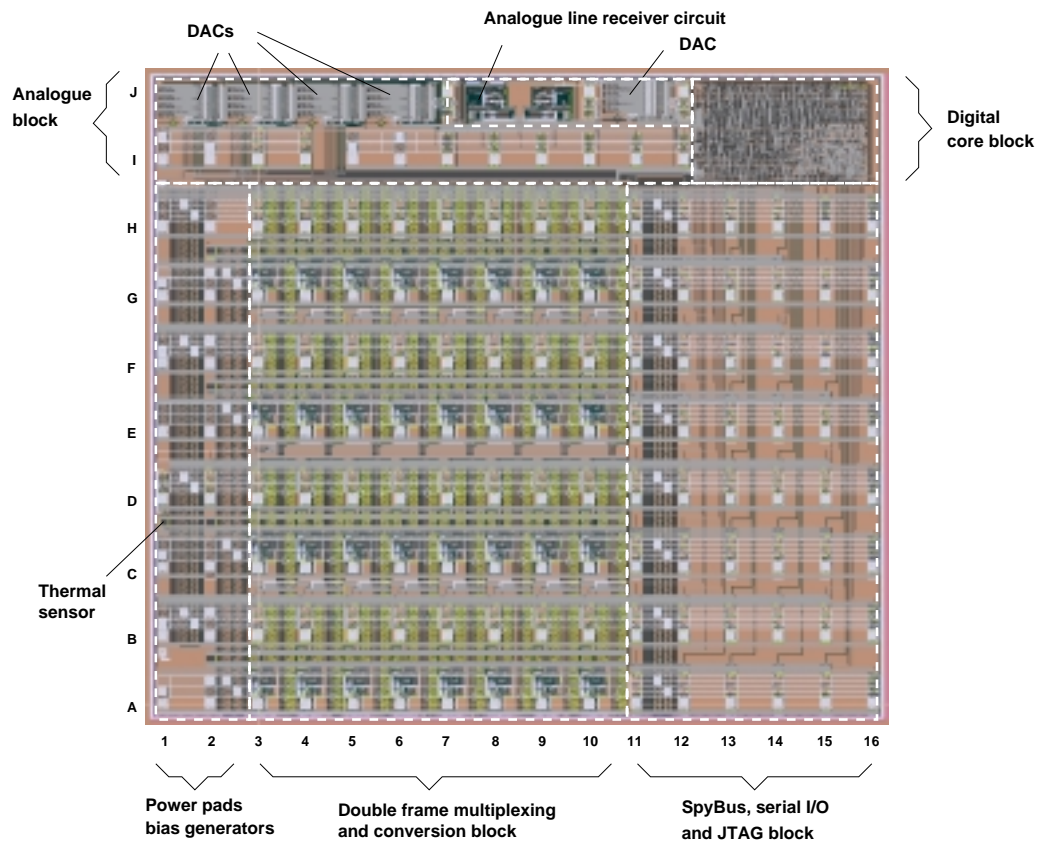 Analogue line receiver circuit
DACs
DAC
Analogue
block
Digital
core block
J
I
H
G
F
E
D
C
B
A
Thermal
sensor
1 2 3 4 5 6 7 8 9 10 11 12 13 14 15 16
Power pads
bias generators
Double frame multiplexing
and conversion block
SpyBus, serial I/O
and JTAG block